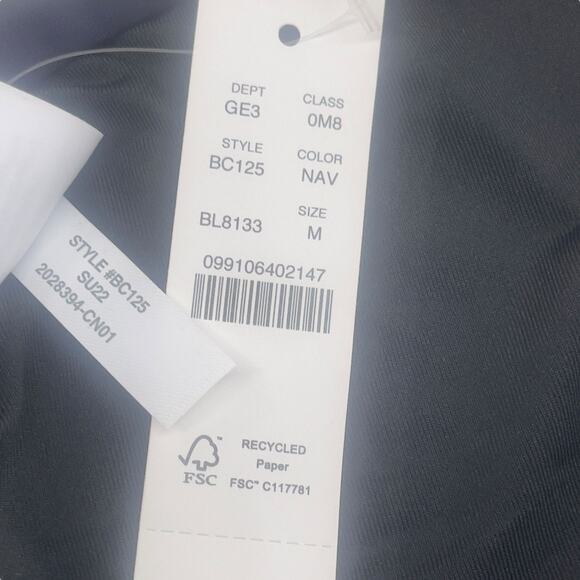 DEPT CLASS
GE3 0M8
STYLE COLOR
BC125 NAV
SIZE
BL8133 M
099106402147
STYLE #BC125
SU22
2028394-CN01
FSC™
RECYCLED
Paper
FSC™ C117781